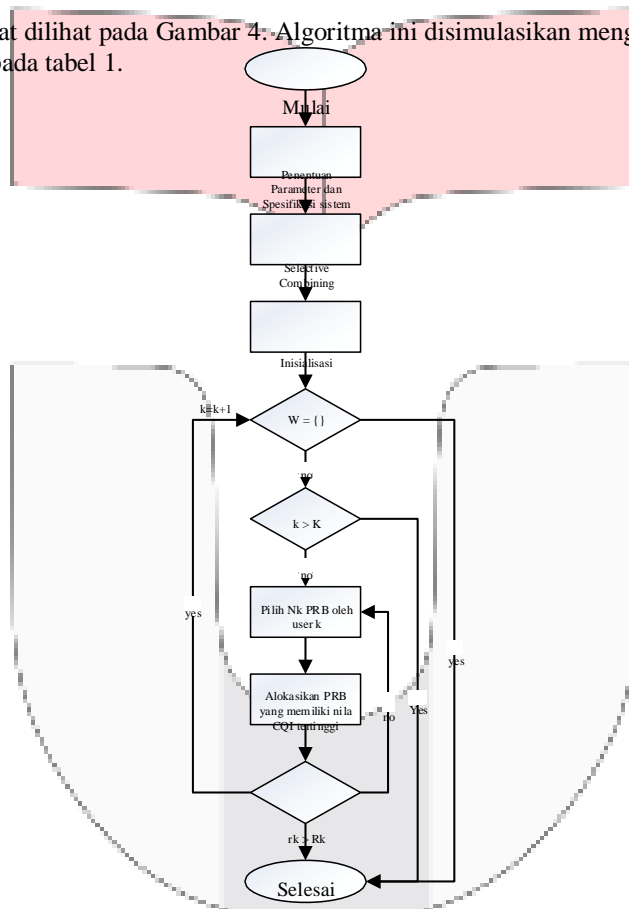 at dilihat pada Gambar 4. Algoritma ini disimulasikan meng
pada tabel 1.
Mulai
Penentuan
Parameter dan
Spesifikasi sistem
Selective
Combining
Inisialisasi
k=k+1
W = {}
no
k > K
no
Pilih Nk PRB oleh
user k
yes
yes
Alokasikan PRB
yang memiliki nila
CQI tertinggi
no
Yes
rk > Rk
Selesai